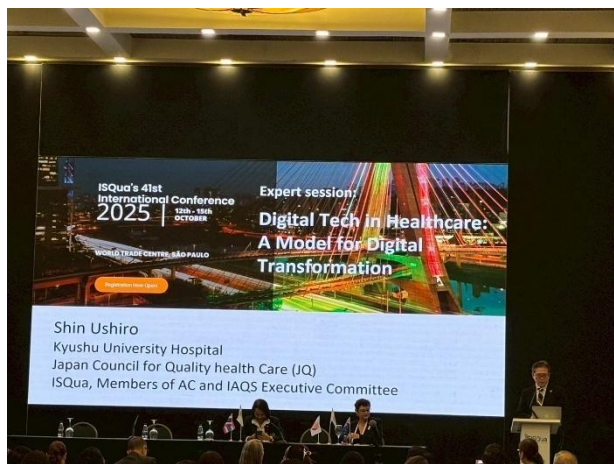 ISQua's 41st
International Conference
2025
12th - 15th
OCTOBER
WORLD TRADE CENTRE, SÃO PAULO
Registration Now Open
Expert session:
Digital Tech in Healthcare:
A Model for Digital
Transformation
Shin Ushiro
Kyushu University Hospital
Japan Council for Quality health Care (JQ)
ISQua, Members of AC and IAQS Executive Committee